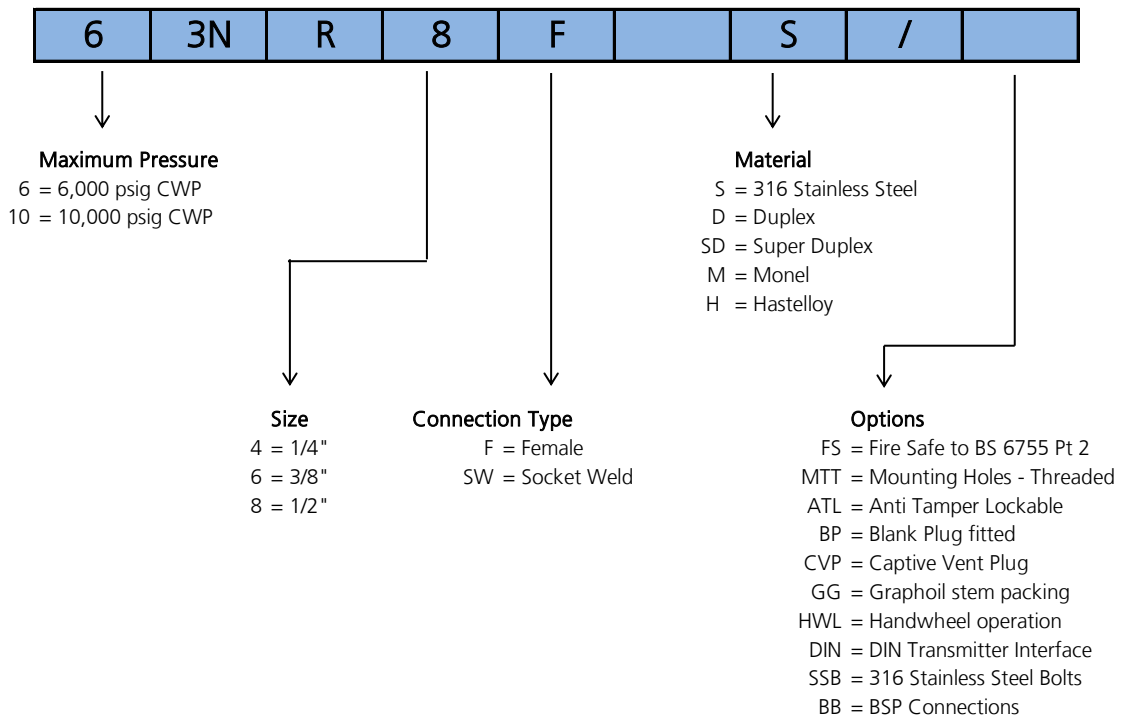 6 3N R 8 F S /
Maximum Pressure
6 = 6,000 psig CWP
10 = 10,000 psig CWP
Material
S = 316 Stainless Steel
D = Duplex
SD = Super Duplex
M = Monel
H = Hastelloy
Size
4 = 1/4"
6 = 3/8"
8 = 1/2"
Connection Type
F = Female
SW = Socket Weld
Options
FS = Fire Safe to BS 6755 Pt 2
MTT = Mounting Holes - Threaded
ATL = Anti Tamper Lockable
BP = Blank Plug fitted
CVP = Captive Vent Plug
GG = Graphoil stem packing
HWL = Handwheel operation
DIN = DIN Transmitter Interface
SSB = 316 Stainless Steel Bolts
BB = BSP Connections